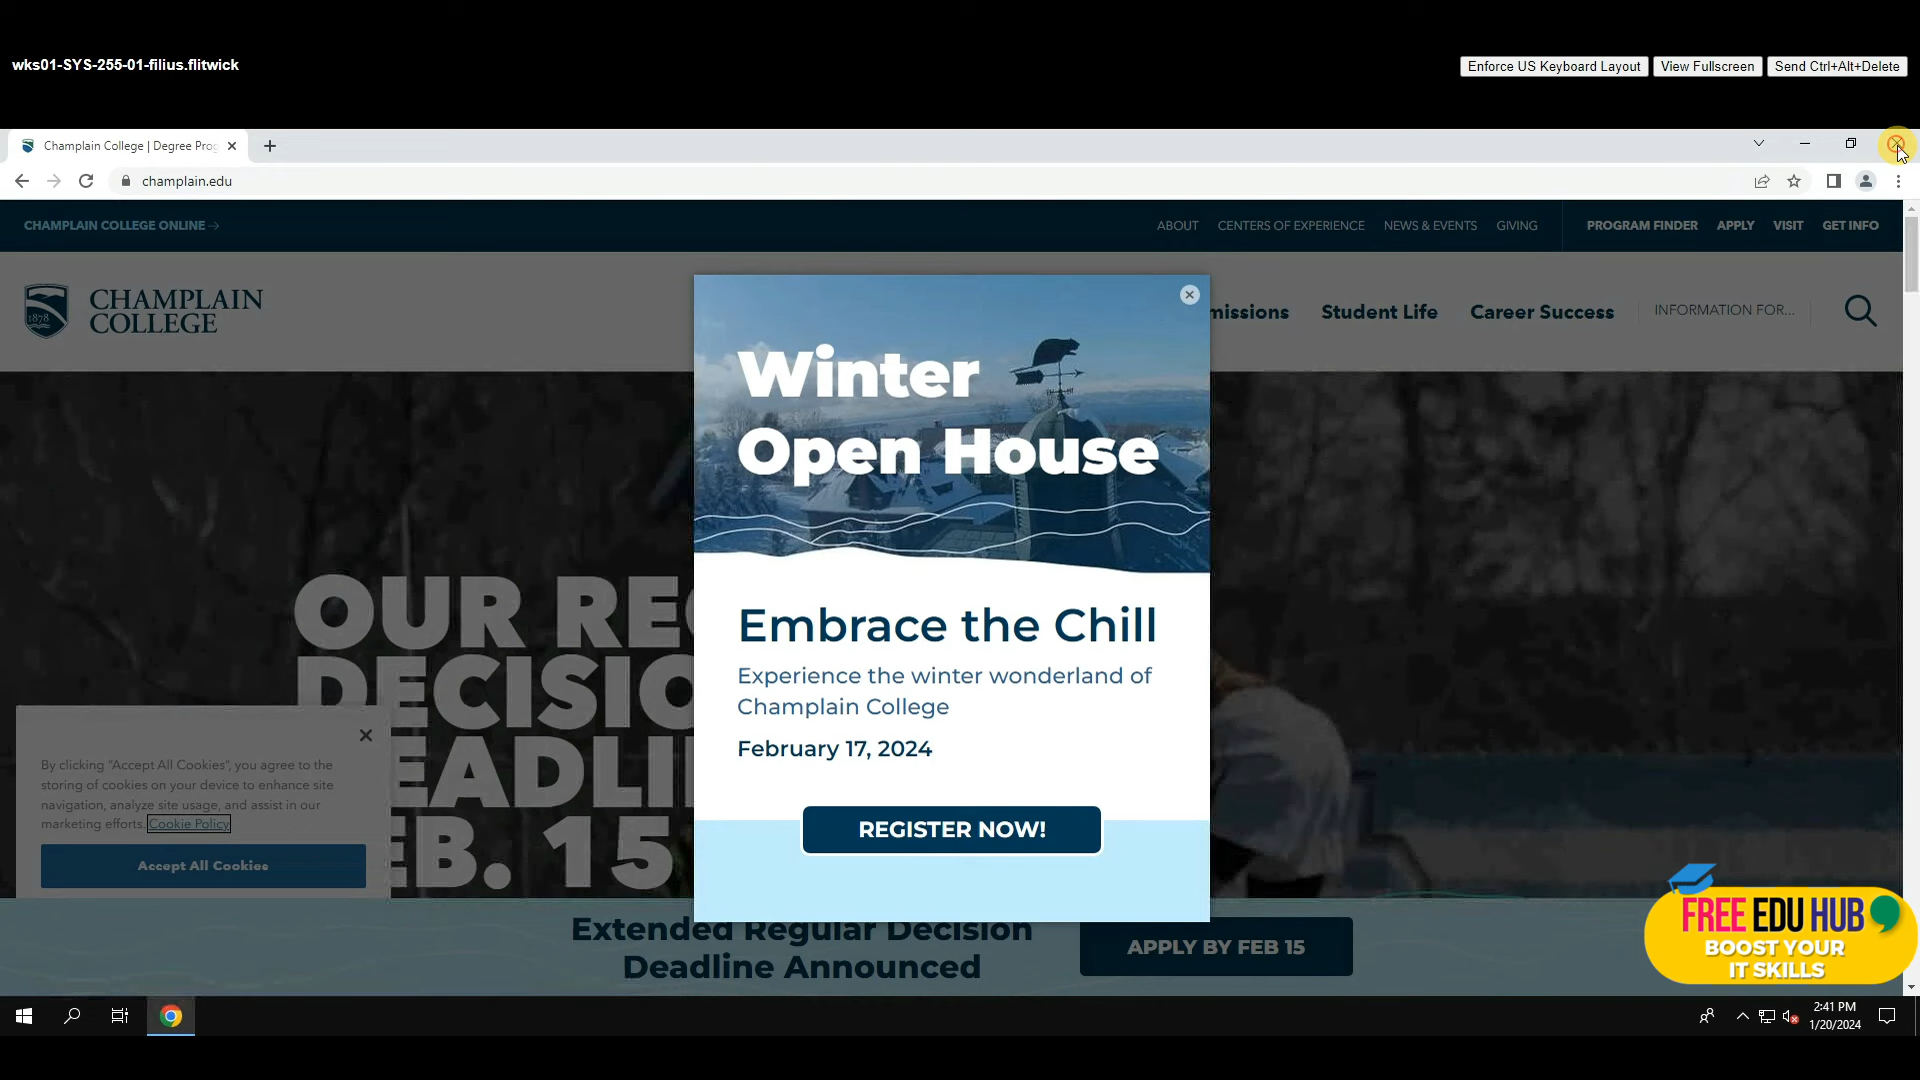 wks01-SYS-255-01-filius.flitwick
Enforce US Keyboard Layout View Fullscreen Send Ctrl+Alt+Delete
Champlain College | Degree Prog
champlain.edu
CHAMPLAIN COLLEGE ONLINE →
ABOUT CENTERS OF EXPERIENCE NEWS & EVENTS GIVING PROGRAM FINDER APPLY VISIT GET INFO
1878
CHAMPLAIN
COLLEGE
missions Student Life Career Success INFORMATION FOR...
Winter
Open House
Embrace the Chill
Experience the winter wonderland of
Champlain College
February 17, 2024
REGISTER NOW!
OUR RE
DECISIO
EADLI
EB. 15
By clicking "Accept All Cookies", you agree to the
storing of cookies on your device to enhance site
navigation, analyze site usage, and assist in our
marketing efforts. Cookie Policy
Accept All Cookies
Extended Regular Decision
Deadline Announced
APPLY BY FEB 15
FREE EDU HUB
BOOST YOUR
IT SKILLS
2:41 PM
1/20/2024